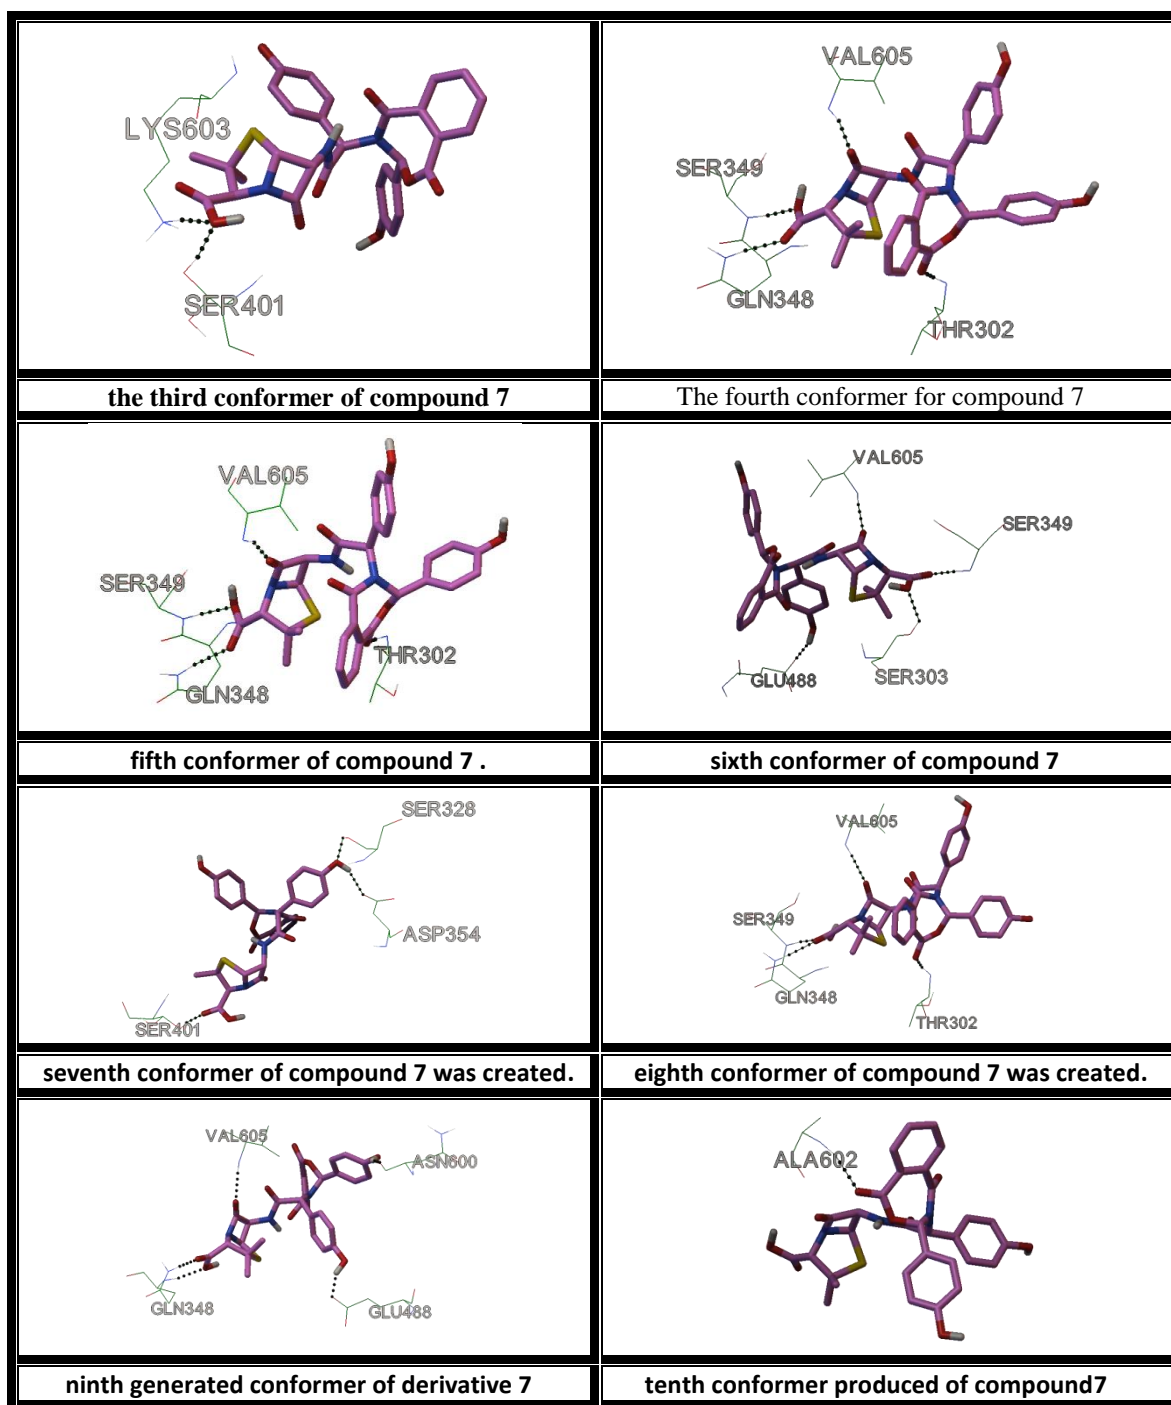 LYS603
SER401
the third conformer of compound 7
VAL605
SER349
GLN348
THR302
The fourth conformer for compound 7
VAL605
SER349
GLN348
THR302
fifth conformer of compound 7 .
VAL605
SER349
GLU488
SER303
sixth conformer of compound 7
SER328
ASP354
SER401
seventh conformer of compound 7 was created.
VAL605
SER349
GLN348
THR302
eighth conformer of compound 7 was created.
VAL605
ASN600
GLN348
GLU488
ninth generated conformer of derivative 7
ALA602
tenth conformer produced of compound7